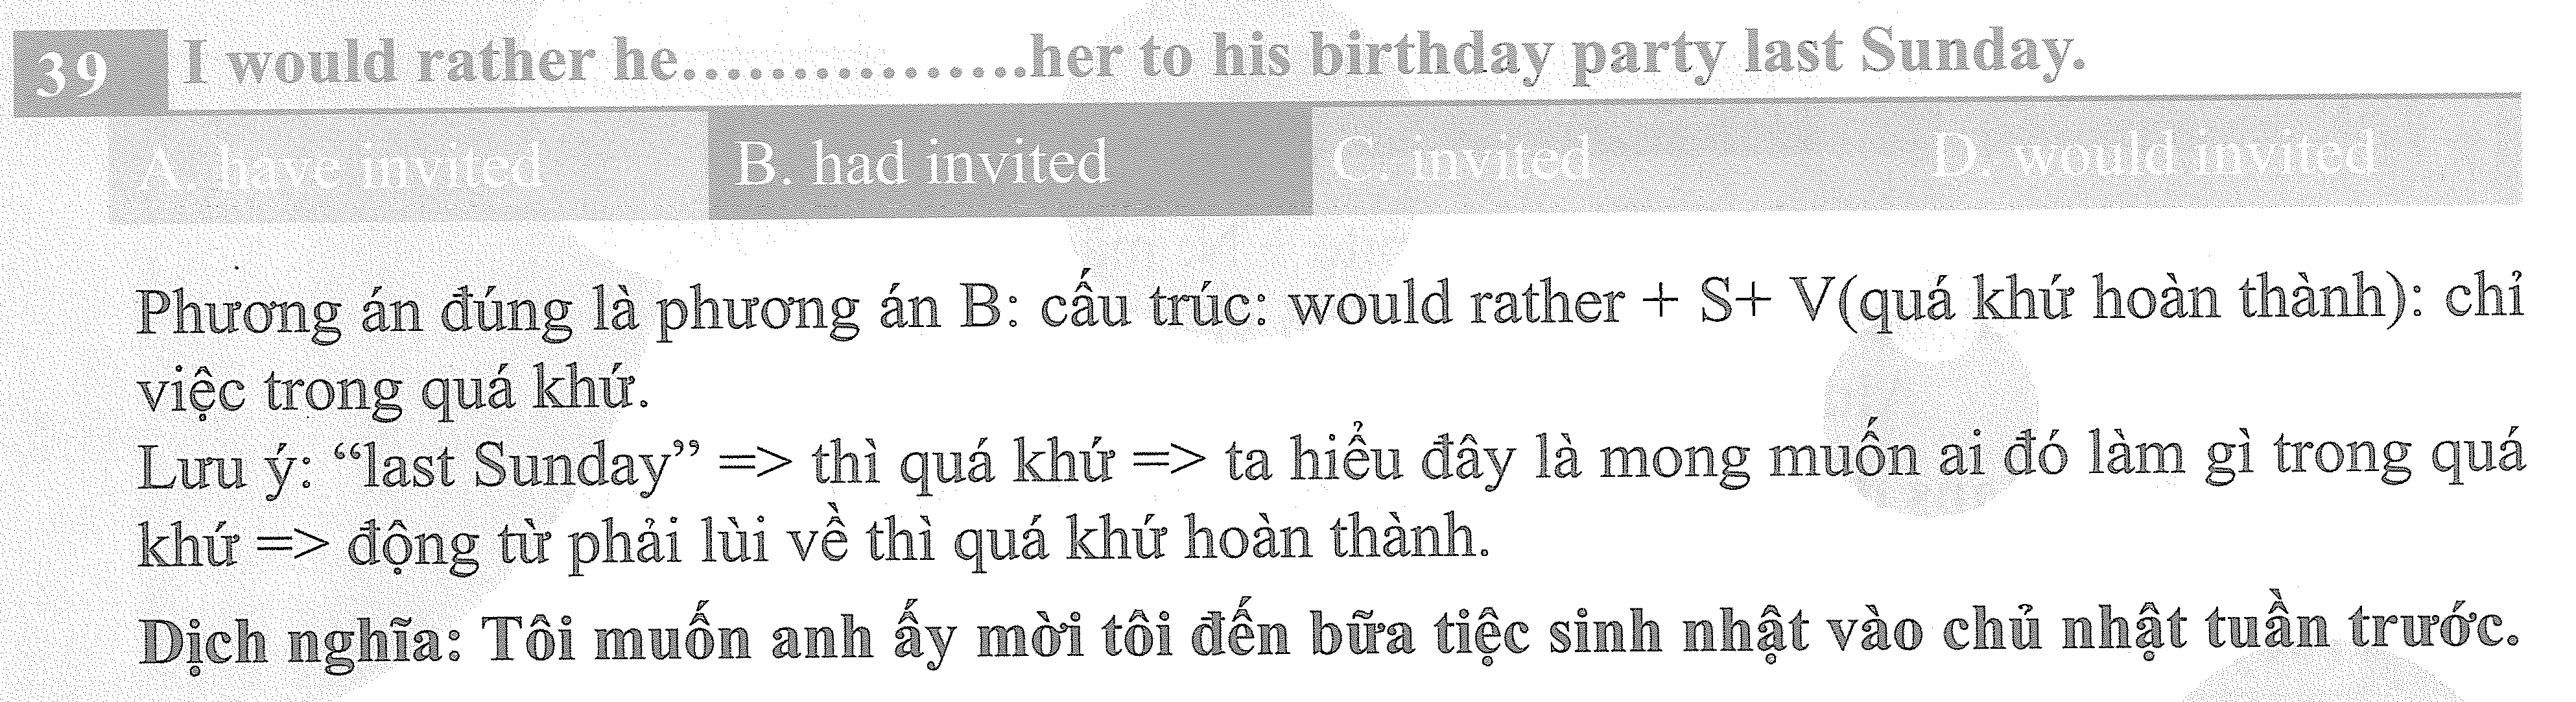 39 I would rather he................her to his birthday party last Sunday.
A. have invited B. had invited C. invited D. would invited
Phương án đúng là phương án B: cấu trúc: would rather + S+ V(quá khứ hoàn thành): chỉ
việc trong quá khứ.
Lưu ý: “last Sunday” => thì quá khứ => ta hiểu đây là mong muốn ai đó làm gì trong quá
khứ => động từ phải lùi về thì quá khứ hoàn thành.
Dịch nghĩa: Tôi muốn anh ấy mời tôi đến bữa tiệc sinh nhật vào chủ nhật tuần trước.